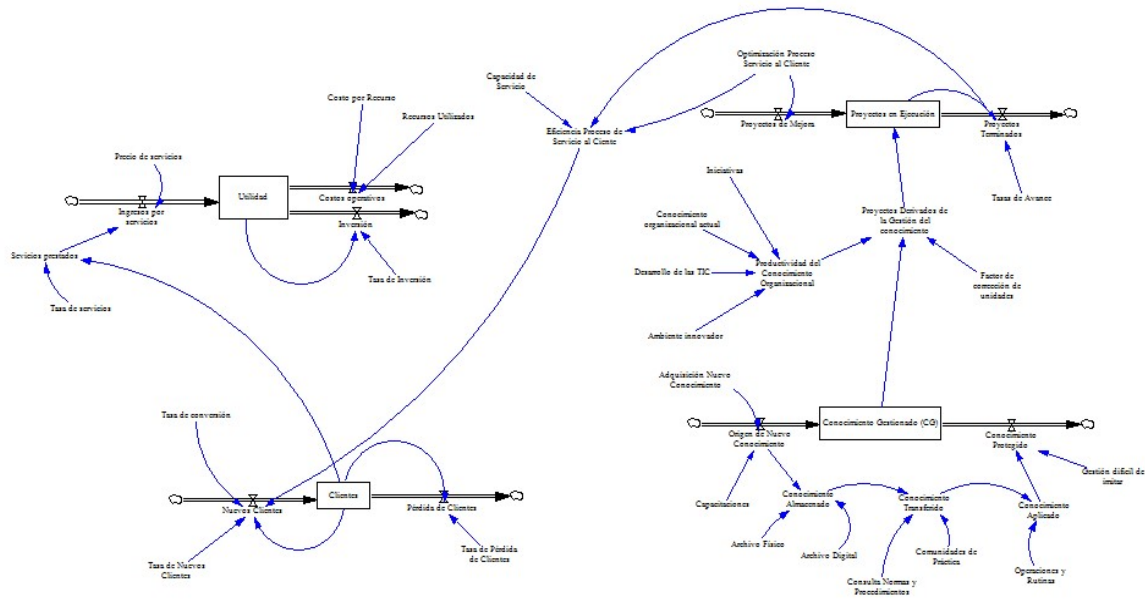 Optimización Proceso
Servicio al Cliente
Capacidad de
Servicio
Costo por Recurso
Recursos Utilizados
Eficiencia Proceso de
Servicio al Ciente
Proyectos de Mejora
Proyectos en Ejecución
Proyectos
Terminados
Precio de servicios
Utilidad
Costos operativos
Iniciativas
Tasas de Avance
Ingresos por
servicios
Inversión
Conocimiento
organizacional actual
Proyectos Derivados de
la Gestión del
conocimiento
Sevicios prestados
Tasa de Inversión
Desarrollo de las TIC
Productividad del
Conocimiento
Organizacional
Factor de
correcció́n de
unidades
Tasa de servicios
Ambiente innovador
Adquisición Nuevo
Conocimiento
Tasa de conversión
Origen de Nuevo
Conocimiento
Conocimiento Gestionado (CG)
Conocimiento
Protegido
Gestión difícil de
imitar
Clientes
Nuevos Clientes
Pérdida de Clientes
Capacitaciones
Conocimiento
Almacenado
Conocimiento
Transferido
Conocimiento
Aplicado
Tasa de Nuevos
Clientes
Tasa de Pérdida
de Clientes
Archivo Físico
Archivo Digital
Comunidades de
Práctica
Consulta Normas y
Procedimientos
Operaciones y
Rutinas